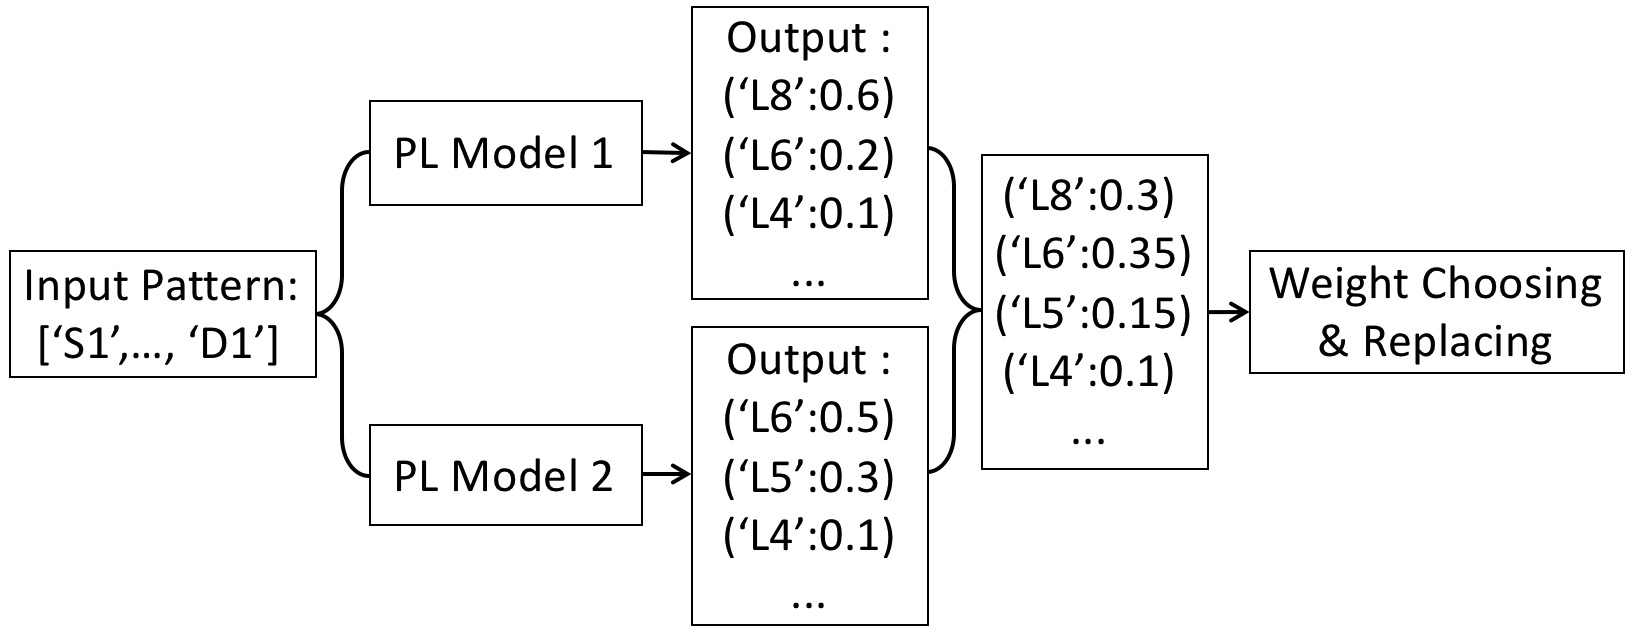 Input Pattern:
[‘S1’,..., ‘D1’]
PL Model 1
PL Model 2
Output :
(‘L8’:0.6)
(‘L6’:0.2)
(‘L4’:0.1)
...
Output :
(‘L6’:0.5)
(‘L5’:0.3)
(‘L4’:0.1)
...
(‘L8’:0.3)
(‘L6’:0.35)
(‘L5’:0.15)
(‘L4’:0.1)
...
Weight Choosing
& Replacing